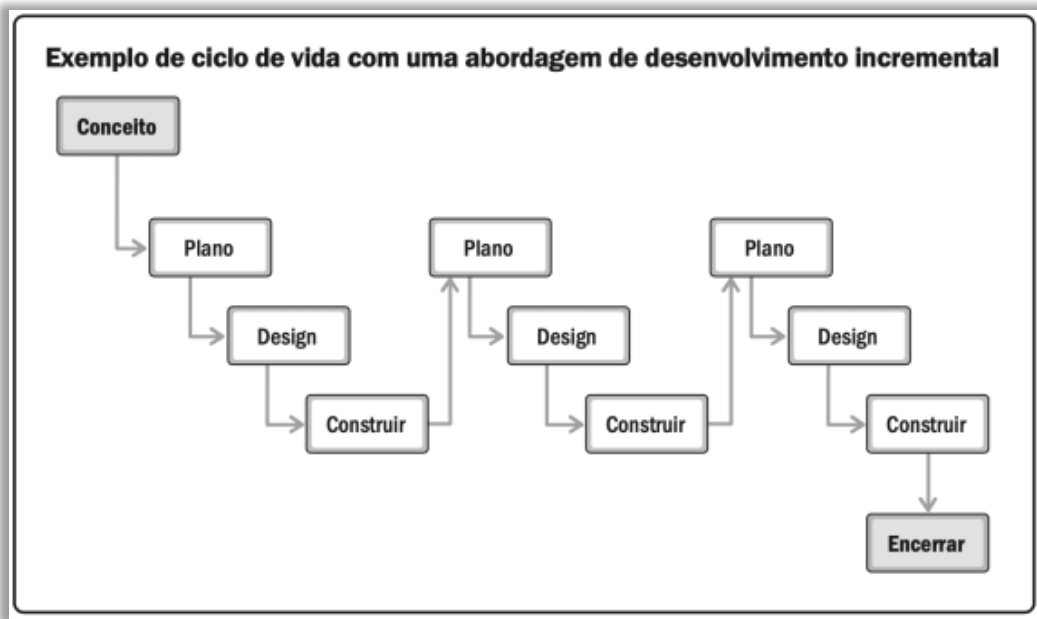 Exemplo de ciclo de vida com uma abordagem de desenvolvimento incremental
Conceito
Plano
Plano
Plano
Design
Design
Design
Construir
Construir
Construir
Encerrar